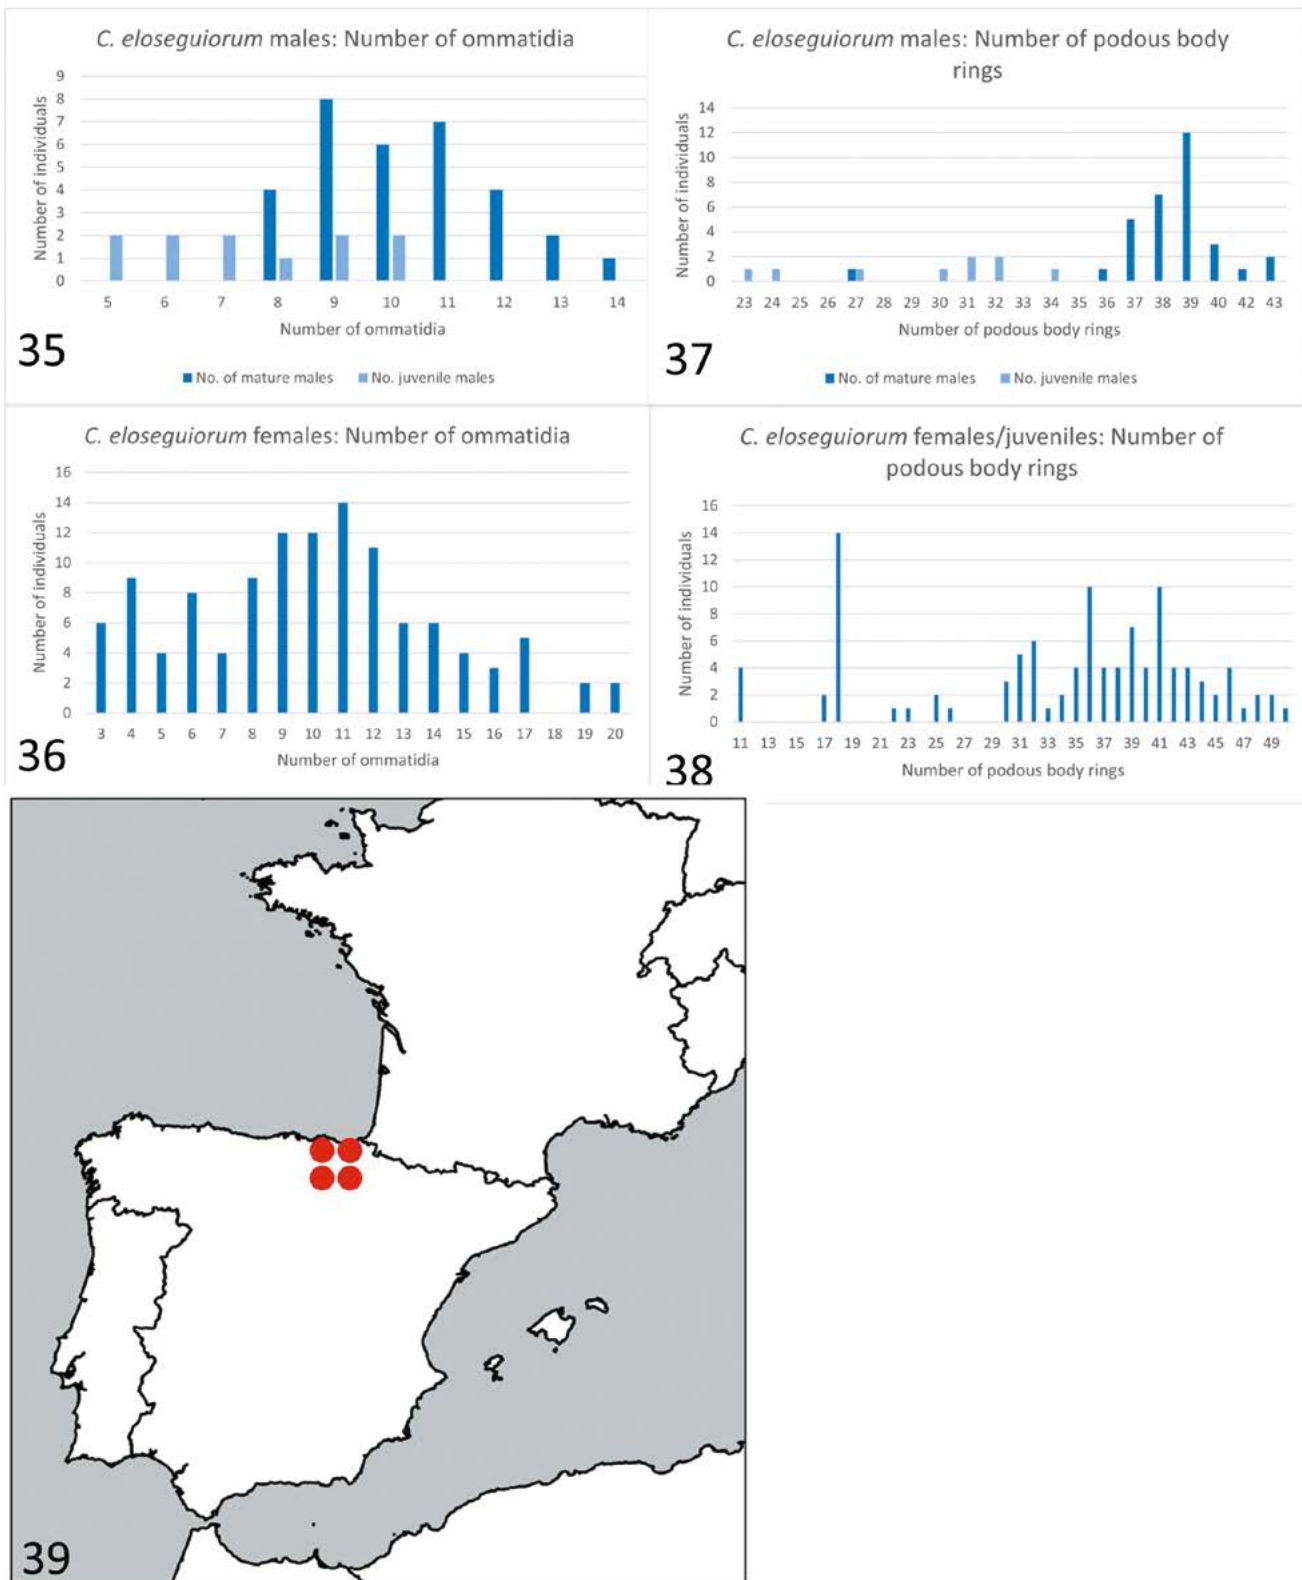 C. eloseguiorum males: Number of ommatidia
9
8
7
6
5
4
3
2
1
0
Number of individuals
5 6 7 8 9 10 11 12 13 14
Number of ommatidia
35
No. of mature males No. juvenile males
C. eloseguiorum males: Number of podous body
rings
14
12
10
8
6
4
2
0
Number of individuals
23 24 25 26 27 28 29 30 31 32 33 34 35 36 37 38 39 40 42 43
Number of podous body rings
37
No. of mature males No. juvenile males
C. eloseguiorum females: Number of ommatidia
16
14
12
10
8
6
4
2
0
Number of individuals
3 4 5 6 7 8 9 10 11 12 13 14 15 16 17 18 19 20
Number of ommatidia
36
C. eloseguiorum females/juveniles: Number of
podous body rings
16
14
12
10
8
6
4
2
0
Number of individuals
11 13 15 17 19 21 23 25 27 29 31 33 35 37 39 41 43 45 47 49
Number of podous body rings
38
39